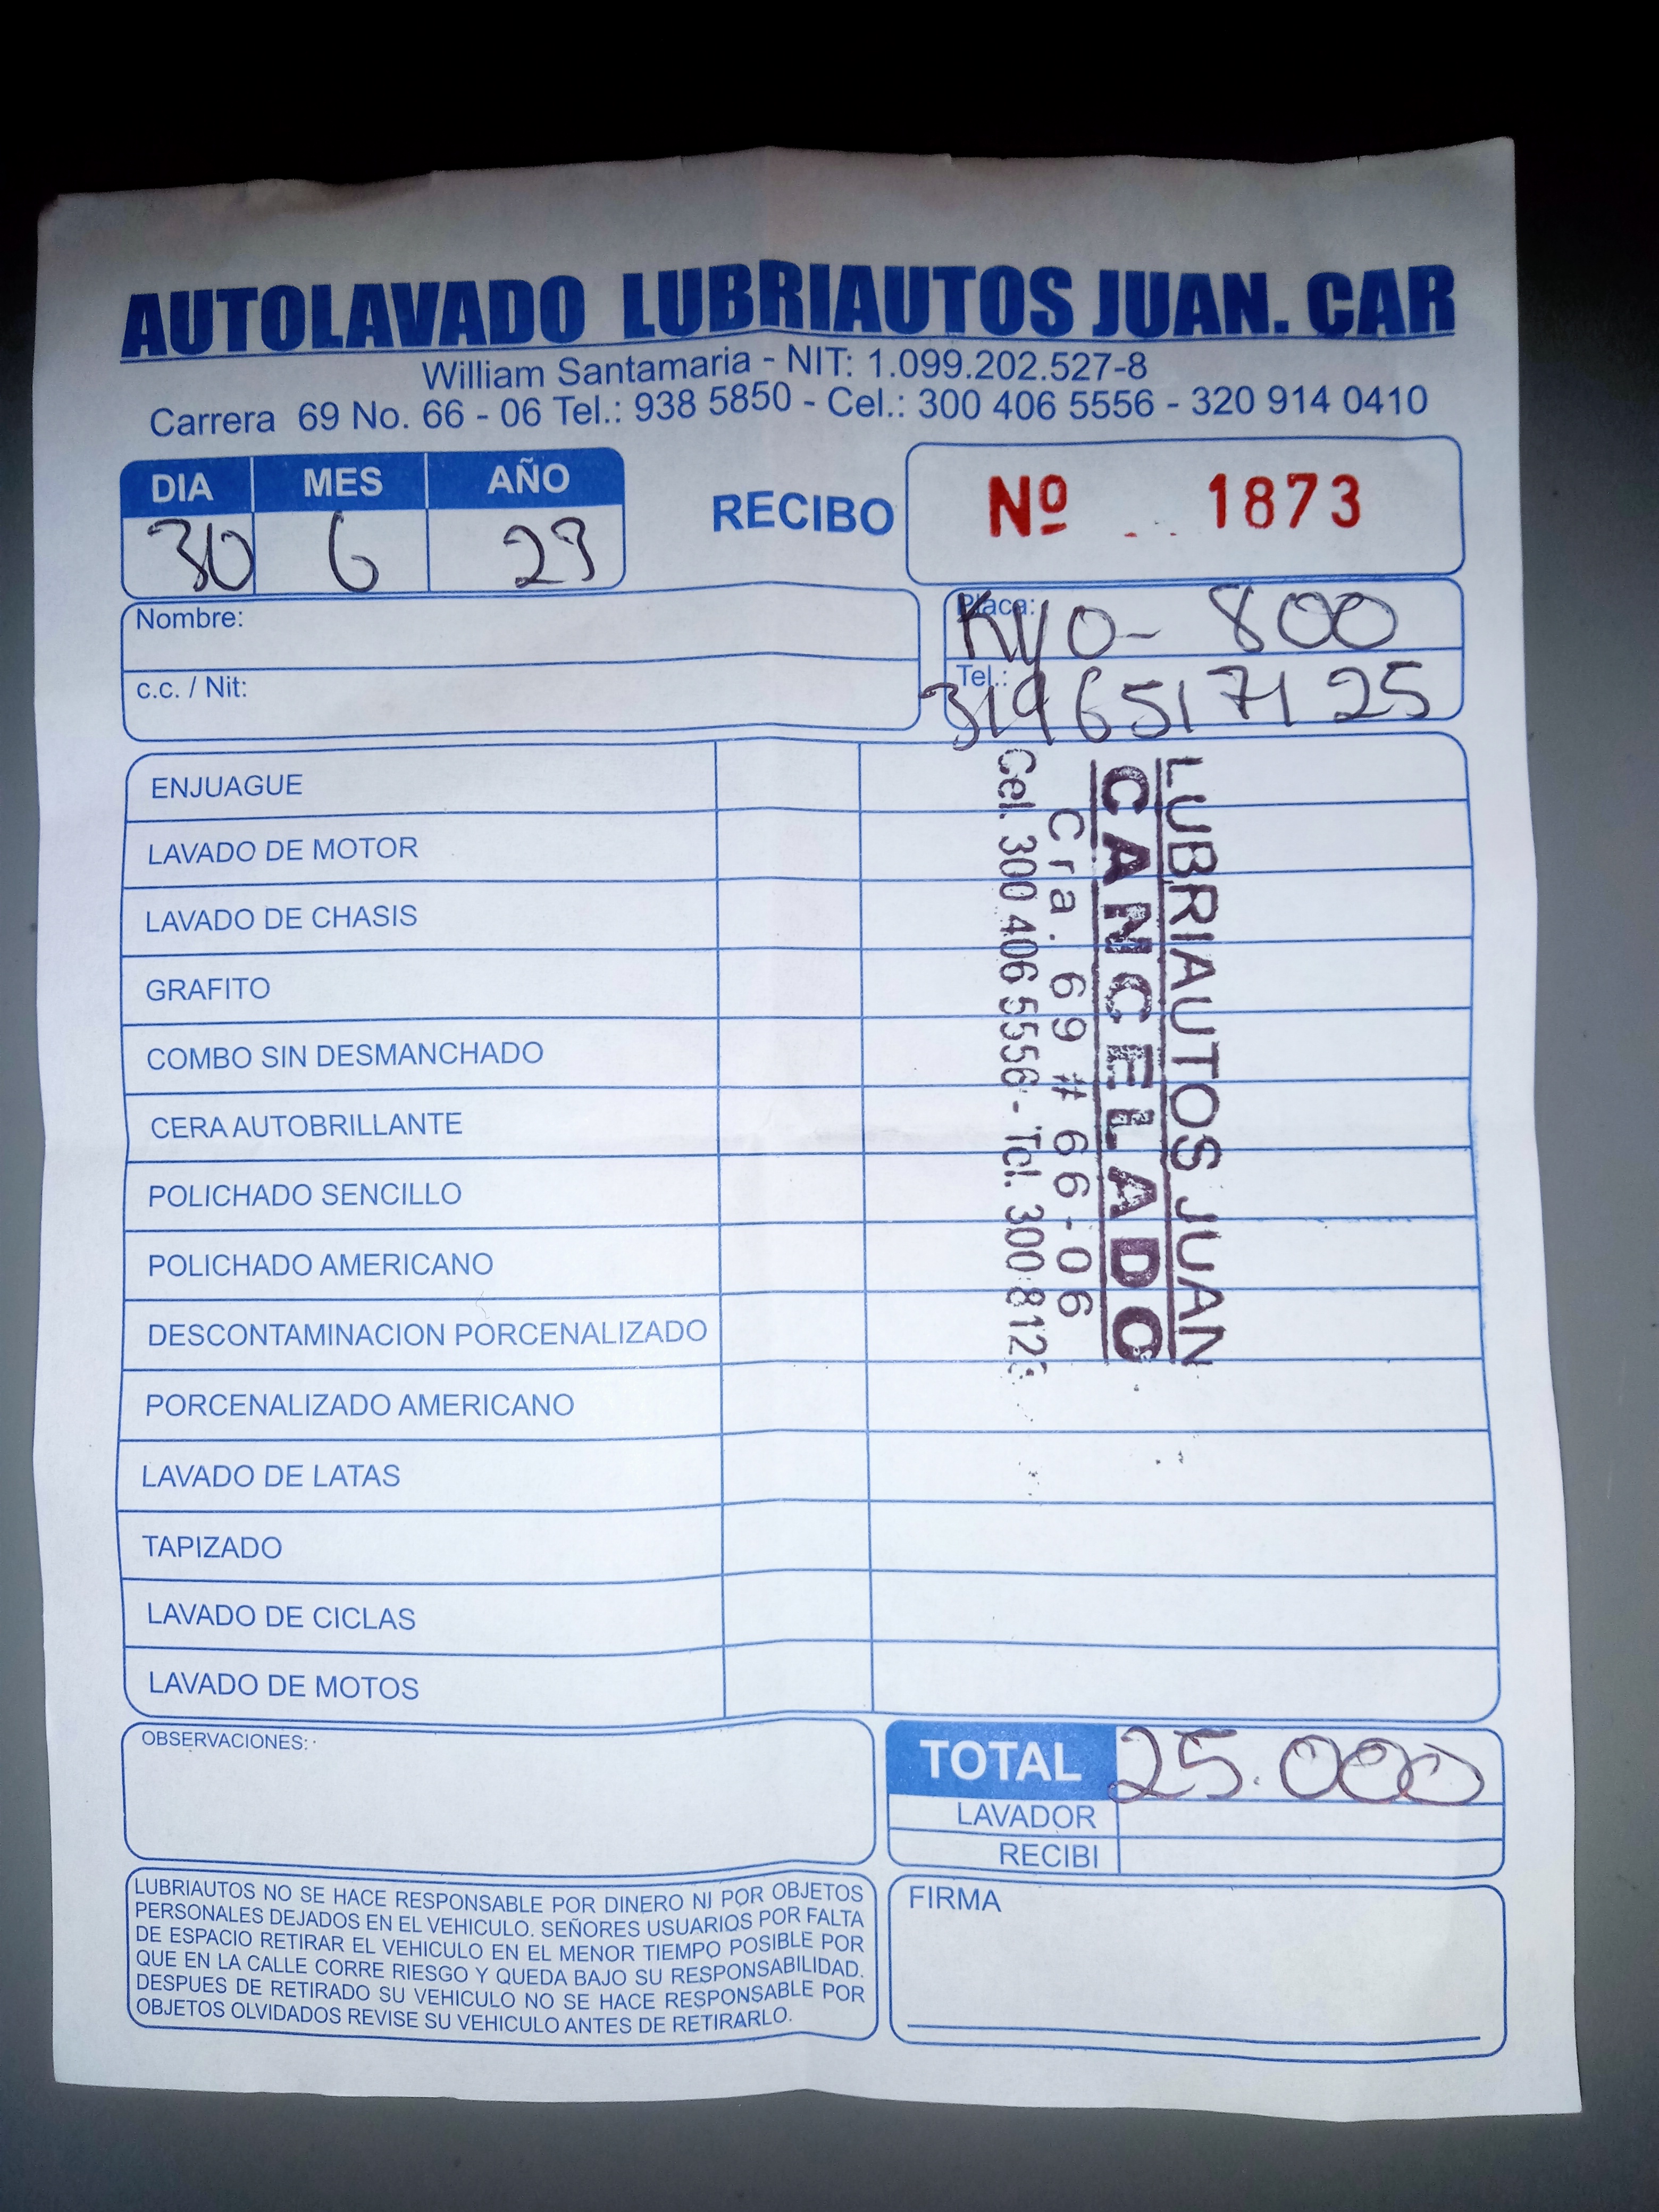 AUTOLAVADO LUBRIAUTOS JUAN. CAR
William Santamaria - NIT: 1.099.202.527-8
Carrera 69 No. 66 - 06 Tel.: 938 5850 - Cel.: 300 406 5556 - 320 914 0410
DIA MES AÑO
30 6 23
RECIBO
Nº 1873
Nombre:
c.c. / Nit:
Placa:
800
Tel.:
3196517125
ENJUAGUE
LAVADO DE MOTOR
LAVADO DE CHASIS
GRAFITO
COMBO SIN DESMANCHADO
CERA AUTOBRILLANTE
POLICHADO SENCILLO
POLICHADO AMERICANO
DESCONTAMINACION PORCENALIZADO
PORCENALIZADO AMERICANO
LAVADO DE LATAS
TAPIZADO
LAVADO DE CICLAS
LAVADO DE MOTOS
LUBRIAUTOS JUAN
CANCELADO
Cra. 69 # 66-06
Cel. 300 406 5556 - Tel. 300 812
OBSERVACIONES:
TOTAL 25.000
LAVADOR
RECIBI
LUBRIAUTOS NO SE HACE RESPONSABLE POR DINERO NI POR OBJETOS
PERSONALES DEJADOS EN EL VEHICULO. SEÑORES USUARIOS POR FALTA
DE ESPACIO RETIRAR EL VEHICULO EN EL MENOR TIEMPO POSIBLE POR
QUE EN LA CALLE CORRE RIESGO Y QUEDA BAJO SU RESPONSABILIDAD.
DESPUES DE RETIRADO SU VEHICULO NO SE HACE RESPONSABLE POR
OBJETOS OLVIDADOS REVISE SU VEHICULO ANTES DE RETIRARLO.
FIRMA